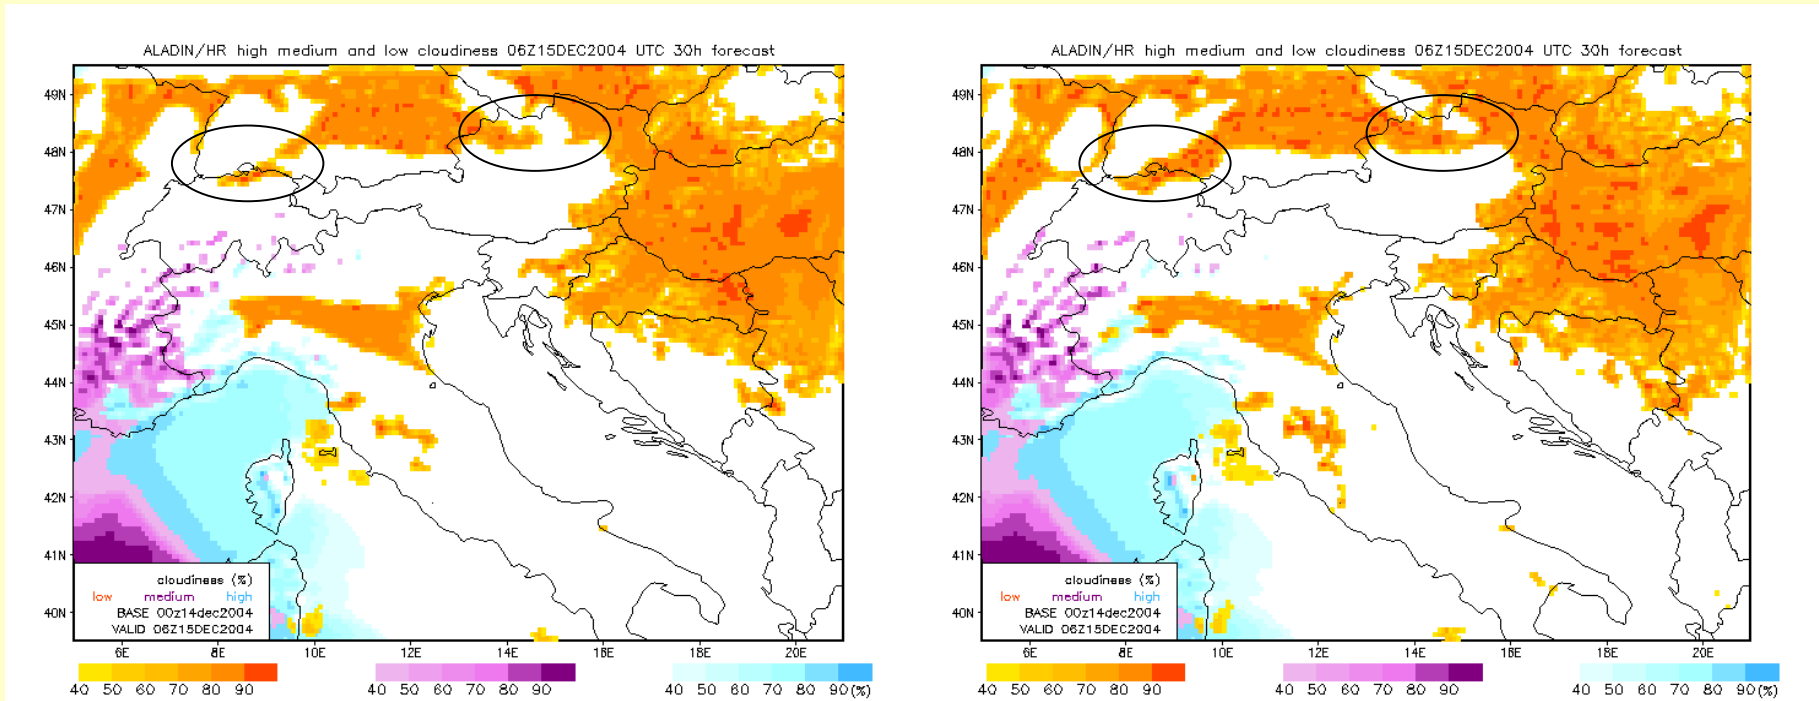 ALADIN/HR high medium and low cloudiness 06Z15DEC2004 UTC 30h forecast
49N
48N
47N
46N
45N
44N
43N
42N
41N
40N
cloudiness (%)
low medium high
BASE 00z14dec2004
VALID 06Z15DEC2004
6E 8E 10E 12E 14E 16E 18E 20E
40 50 60 70 80 90
40 50 60 70 80 90
40 50 60 70 80 90 (%)
ALADIN/HR high medium and low cloudiness 06Z15DEC2004 UTC 30h forecast
49N
48N
47N
46N
45N
44N
43N
42N
41N
40N
cloudiness (%)
low medium high
BASE 00z14dec2004
VALID 06Z15DEC2004
6E 8E 10E 12E 14E 16E 18E 20E
40 50 60 70 80 90
40 50 60 70 80 90
40 50 60 70 80 90 (%)